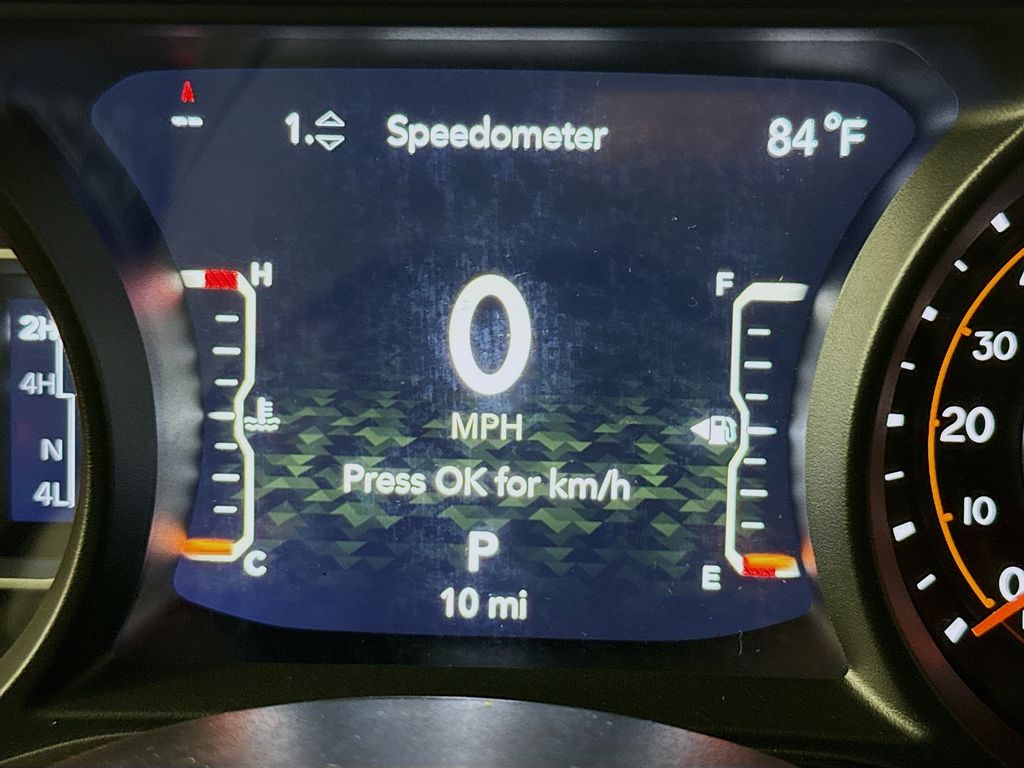 1. Speedometer 84°F
H
F
2H
4H
N
4L
0
MPH
Press OK for km/h
P
10 mi
C
E
30
20
10
0